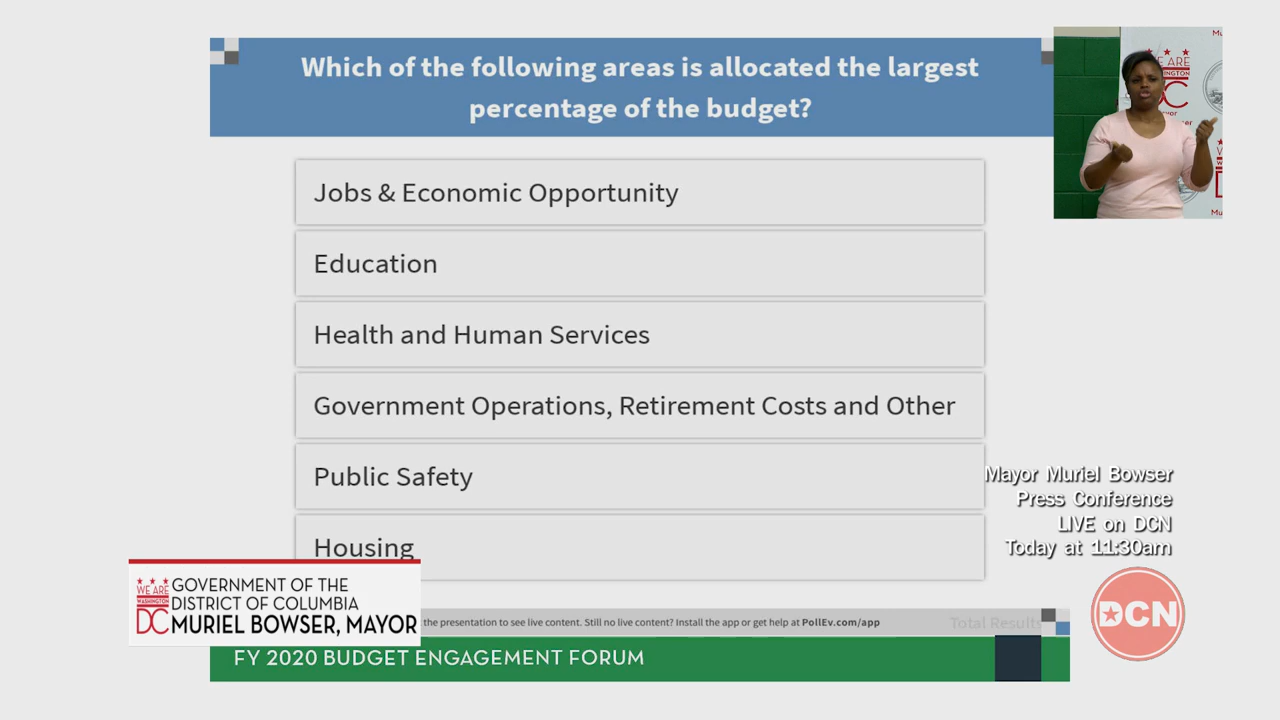 Which of the following areas is allocated the largest
percentage of the budget?
Jobs & Economic Opportunity
Education
Health and Human Services
Government Operations, Retirement Costs and Other
Public Safety
Housing
Mayor Muriel Bowser
Press Conference
LIVE on DCN
Today at 11:30am
WE ARE
WASHINGTON
DC
GOVERNMENT OF THE
DISTRICT OF COLUMBIA
MURIEL BOWSER, MAYOR
the presentation to see live content. Still no live content? Install the app or get help at PollEv.com/app
Total Results
FY 2020 BUDGET ENGAGEMENT FORUM
DCN